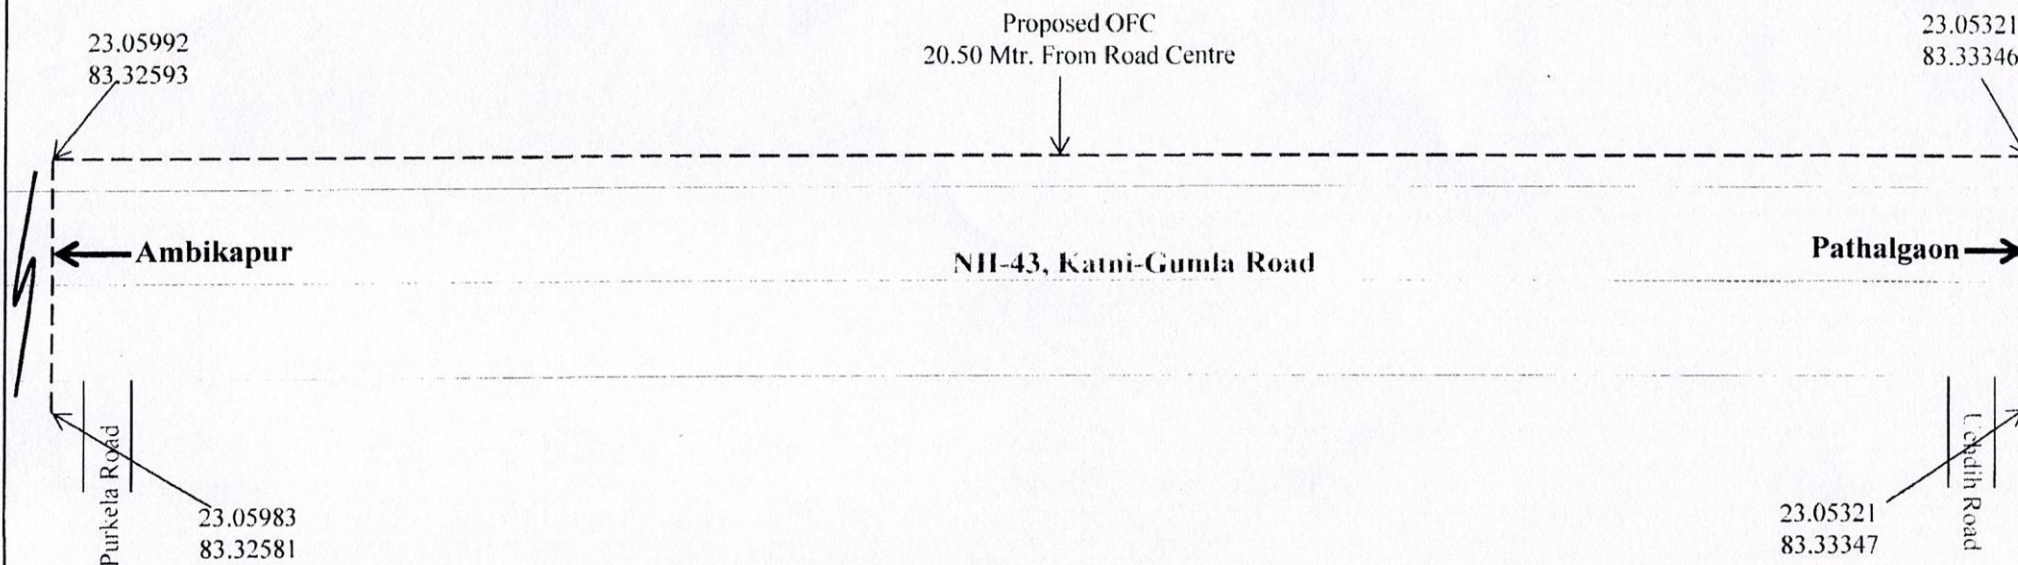 23.05992
83.32593
Proposed OFC
20.50 Mtr. From Road Centre
23.05321
83.33346
Ambikapur
NH-43, Katni-Gumla Road
Pathalgaon
Purkela Road
23.05983
83.32581
23.05321
83.33347
Road